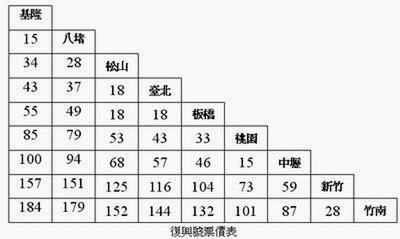 基隆
15 八堵
34 28 松山
43 37 18 臺北
55 49 18 18 板橋
85 79 53 43 33 桃園
100 94 68 57 46 15 中壢
157 151 125 116 104 73 59 新竹
184 179 152 144 132 101 87 28 竹南
復興號票價表